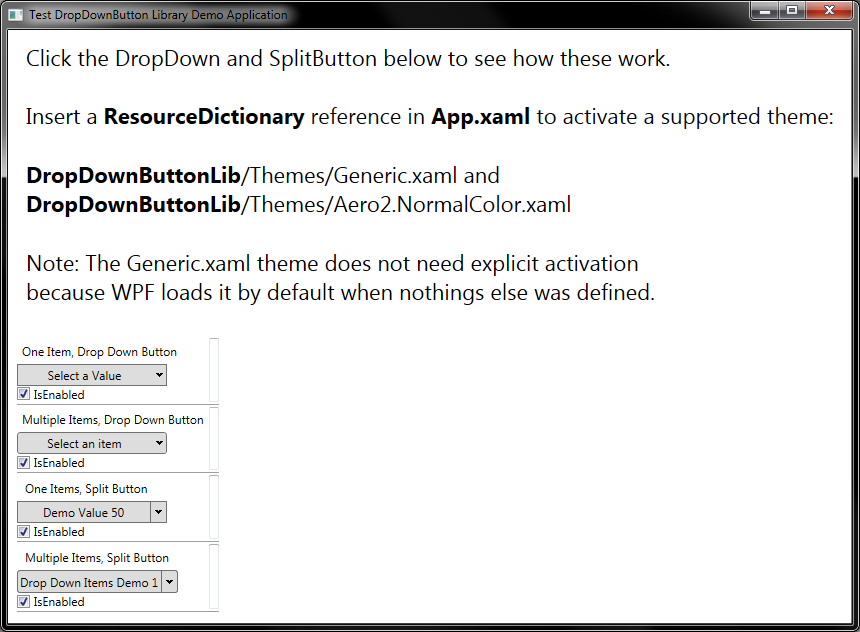 Test DropDownButton Library Demo Application
Click the DropDown and SplitButton below to see how these work.
Insert a ResourceDictionary reference in App.xaml to activate a supported theme:
DropDownButtonLib/Themes/Generic.xaml and
DropDownButtonLib/Themes/Aero2.NormalColor.xaml
Note: The Generic.xaml theme does not need explicit activation
because WPF loads it by default when nothings else was defined.
One Item, Drop Down Button
Select a Value
IsEnabled
Multiple Items, Drop Down Button
Select an item
IsEnabled
One Items, Split Button
Demo Value 50
IsEnabled
Multiple Items, Split Button
Drop Down Items Demo 1
IsEnabled